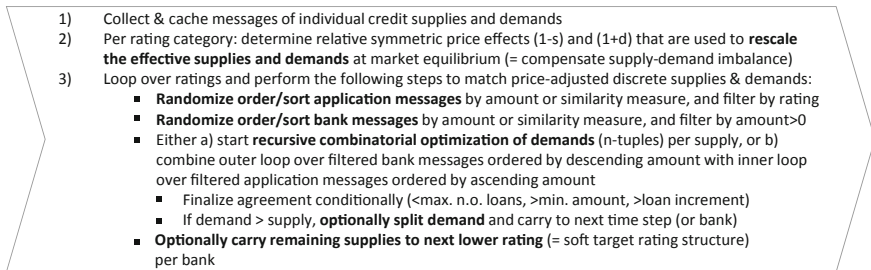 1) Collect & cache messages of individual credit supplies and demands
2) Per rating category: determine relative symmetric price effects (1-s) and (1+d) that are used to rescale
the effective supplies and demands at market equilibrium (= compensate supply-demand imbalance)
3) Loop over ratings and perform the following steps to match price-adjusted discrete supplies & demands:
▪ Randomize order/sort application messages by amount or similarity measure, and filter by rating
▪ Randomize order/sort bank messages by amount or similarity measure, and filter by amount>0
▪ Either a) start recursive combinatorial optimization of demands (n-tuples) per supply, or b)
combine outer loop over filtered bank messages ordered by descending amount with inner loop
over filtered application messages ordered by ascending amount
▪ Finalize agreement conditionally (<max. n.o. loans, >min. amount, >loan increment)
▪ If demand > supply, optionally split demand and carry to next time step (or bank)
▪ Optionally carry remaining supplies to next lower rating (= soft target rating structure)
per bank